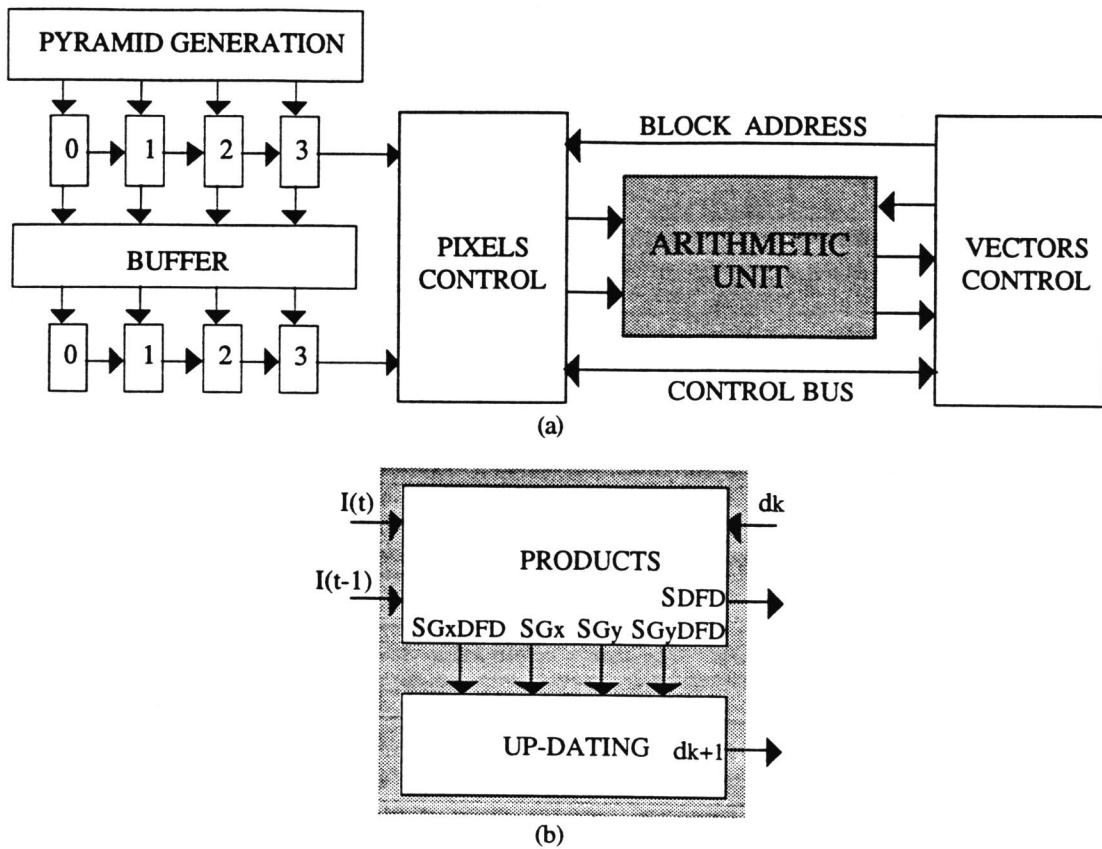 PYRAMID GENERATION
0 1 2 3
BUFFER
0 1 2 3
PIXELS
CONTROL
BLOCK ADDRESS
ARITHMETIC
UNIT
CONTROL BUS
VECTORS
CONTROL
(a)
I(t)
I(t-1)
dk
PRODUCTS
SDFD
SGxDFD SGx SGy SGyDFD
UP-DATING
dk+1
(b)